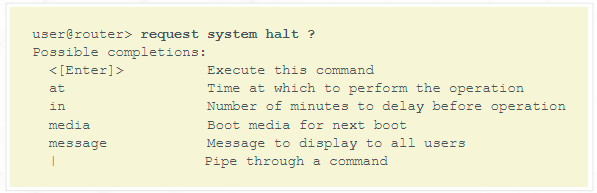 user@router> request system halt ?
Possible completions:
<[Enter]> Execute this command
at Time at which to perform the operation
in Number of minutes to delay before operation
media Boot media for next boot
message Message to display to all users
| Pipe through a command